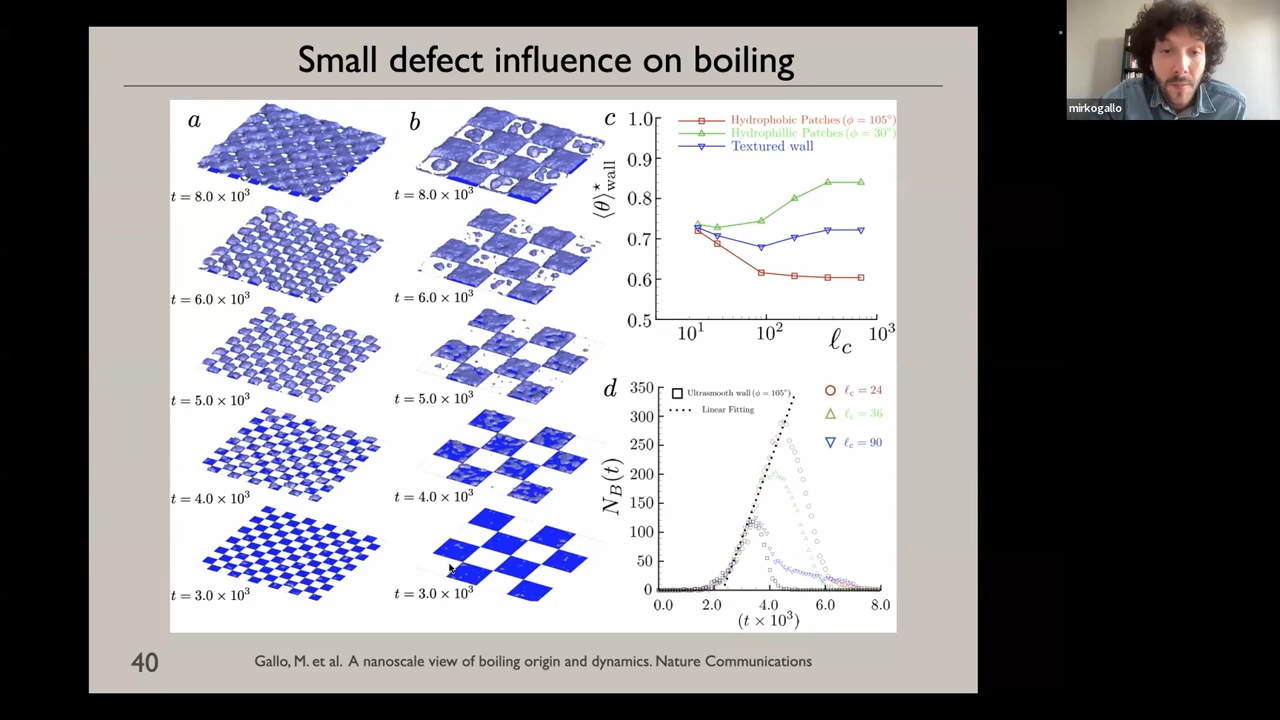 Small defect influence on boiling
a
t = 8.0 × 10³
t = 6.0 × 10³
t = 5.0 × 10³
t = 4.0 × 10³
t = 3.0 × 10³
b
t = 8.0 × 10³
t = 6.0 × 10³
t = 5.0 × 10³
t = 4.0 × 10³
t = 3.0 × 10³
c
Hydrophobic Patches (ϕ = 105°)
Hydrophillic Patches (ϕ = 30°)
Textured wall
⟨θ⟩*wall
1.0
0.9
0.8
0.7
0.6
0.5
10¹ 10² 10³
ℓc
d
Ultrasmooth wall (ϕ = 105°)
Linear Fitting
ℓc = 24
ℓc = 36
ℓc = 90
N_B(t)
350
300
250
200
150
100
50
0
0.0 2.0 4.0 6.0 8.0
(t × 10³)
40
Gallo, M. et al. A nanoscale view of boiling origin and dynamics. Nature Communications
mirkogallo